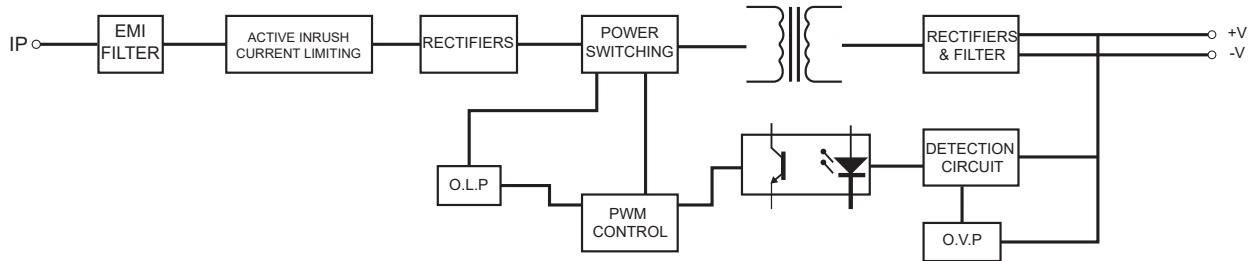 IP
EMI
FILTER
ACTIVE INRUSH
CURRENT LIMITING
RECTIFIERS
POWER
SWITCHING
RECTIFIERS
& FILTER
+V
-V
O.L.P
PWM
CONTROL
DETECTION
CIRCUIT
O.V.P